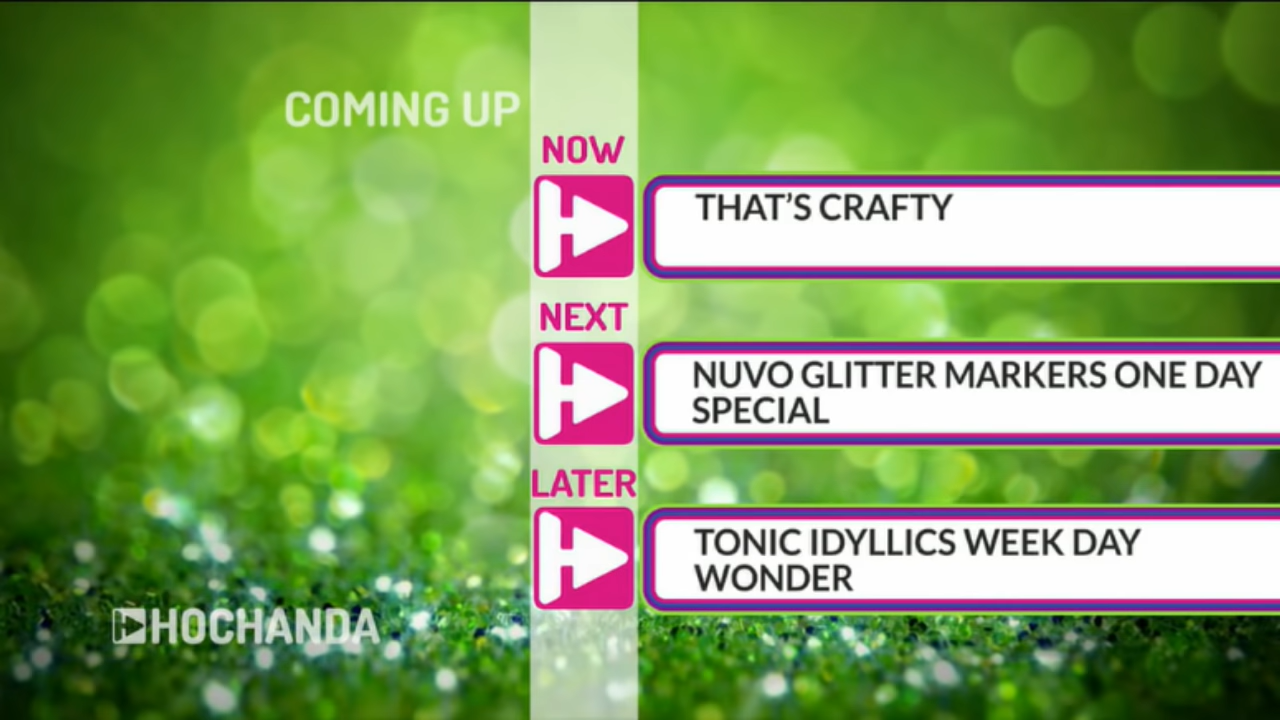 COMING UP
NOW
THAT'S CRAFTY
NEXT
NUVO GLITTER MARKERS ONE DAY
SPECIAL
LATER
TONIC IDYLLICS WEEK DAY
WONDER
HOCHANDA